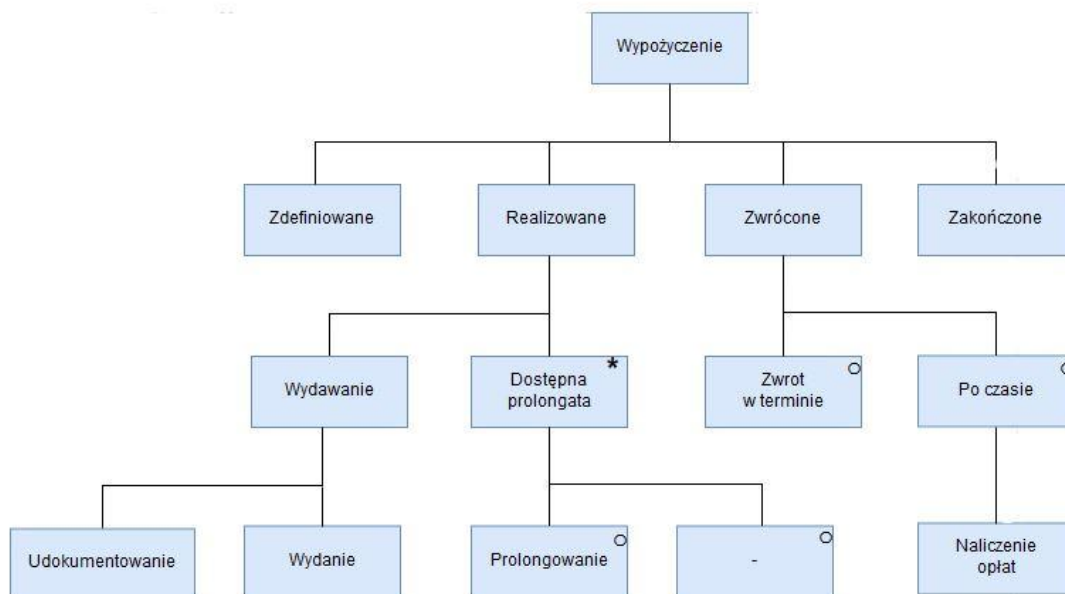 Wypożyczenie
Zdefiniowane
Realizowane
Zwrócone
Zakończone
Wydawanie
Dostępna
prolongata
*
Zwrot
w terminie
Po czasie
Udokumentowanie
Wydanie
Prolongowanie
-
Naliczenie
opłat